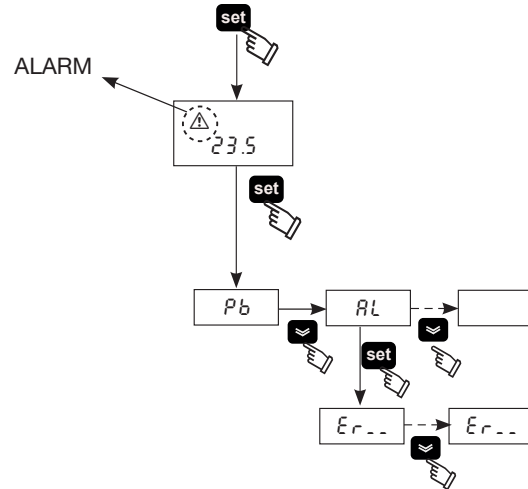 set
ALARM
23.5
set
Pb
AL
set
Er__
Er__